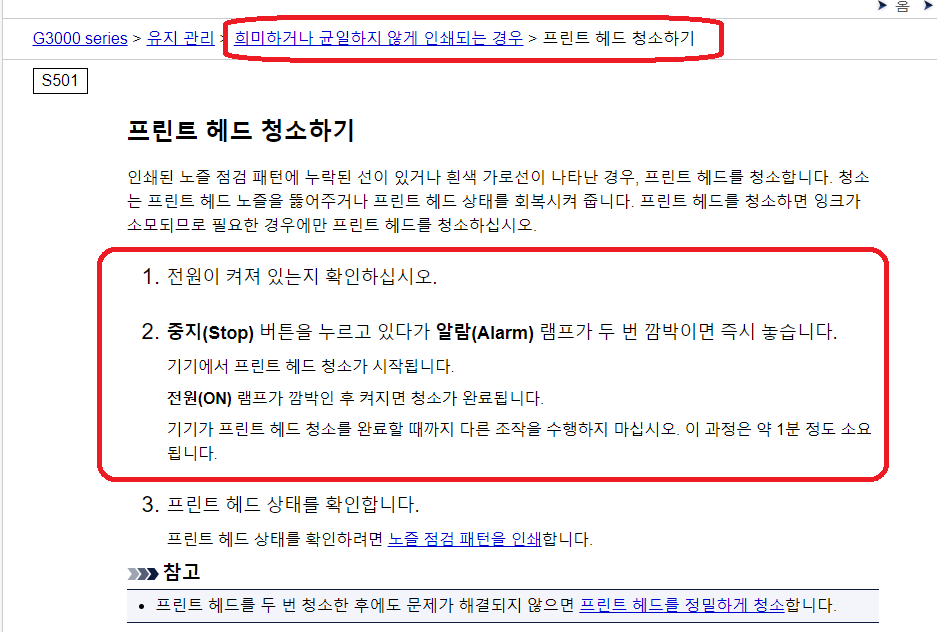 홈
G3000 series > 유지 관리 > 희미하거나 균일하지 않게 인쇄되는 경우 > 프린트 헤드 청소하기
S501
프린트 헤드 청소하기
인쇄된 노즐 점검 패턴에 누락된 선이 있거나 흰색 가로선이 나타난 경우, 프린트 헤드를 청소합니다. 청소
는 프린트 헤드 노즐을 뚫어주거나 프린트 헤드 상태를 회복시켜 줍니다. 프린트 헤드를 청소하면 잉크가
소모되므로 필요한 경우에만 프린트 헤드를 청소하십시오.
1. 전원이 켜져 있는지 확인하십시오.
2. 중지(Stop) 버튼을 누르고 있다가 알람(Alarm) 램프가 두 번 깜박이면 즉시 놓습니다.
기기에서 프린트 헤드 청소가 시작됩니다.
전원(ON) 램프가 깜박인 후 켜지면 청소가 완료됩니다.
기기가 프린트 헤드 청소를 완료할 때까지 다른 조작을 수행하지 마십시오. 이 과정은 약 1분 정도 소요
됩니다.
3. 프린트 헤드 상태를 확인합니다.
프린트 헤드 상태를 확인하려면 노즐 점검 패턴을 인쇄합니다.
참고
• 프린트 헤드를 두 번 청소한 후에도 문제가 해결되지 않으면 프린트 헤드를 정밀하게 청소합니다.